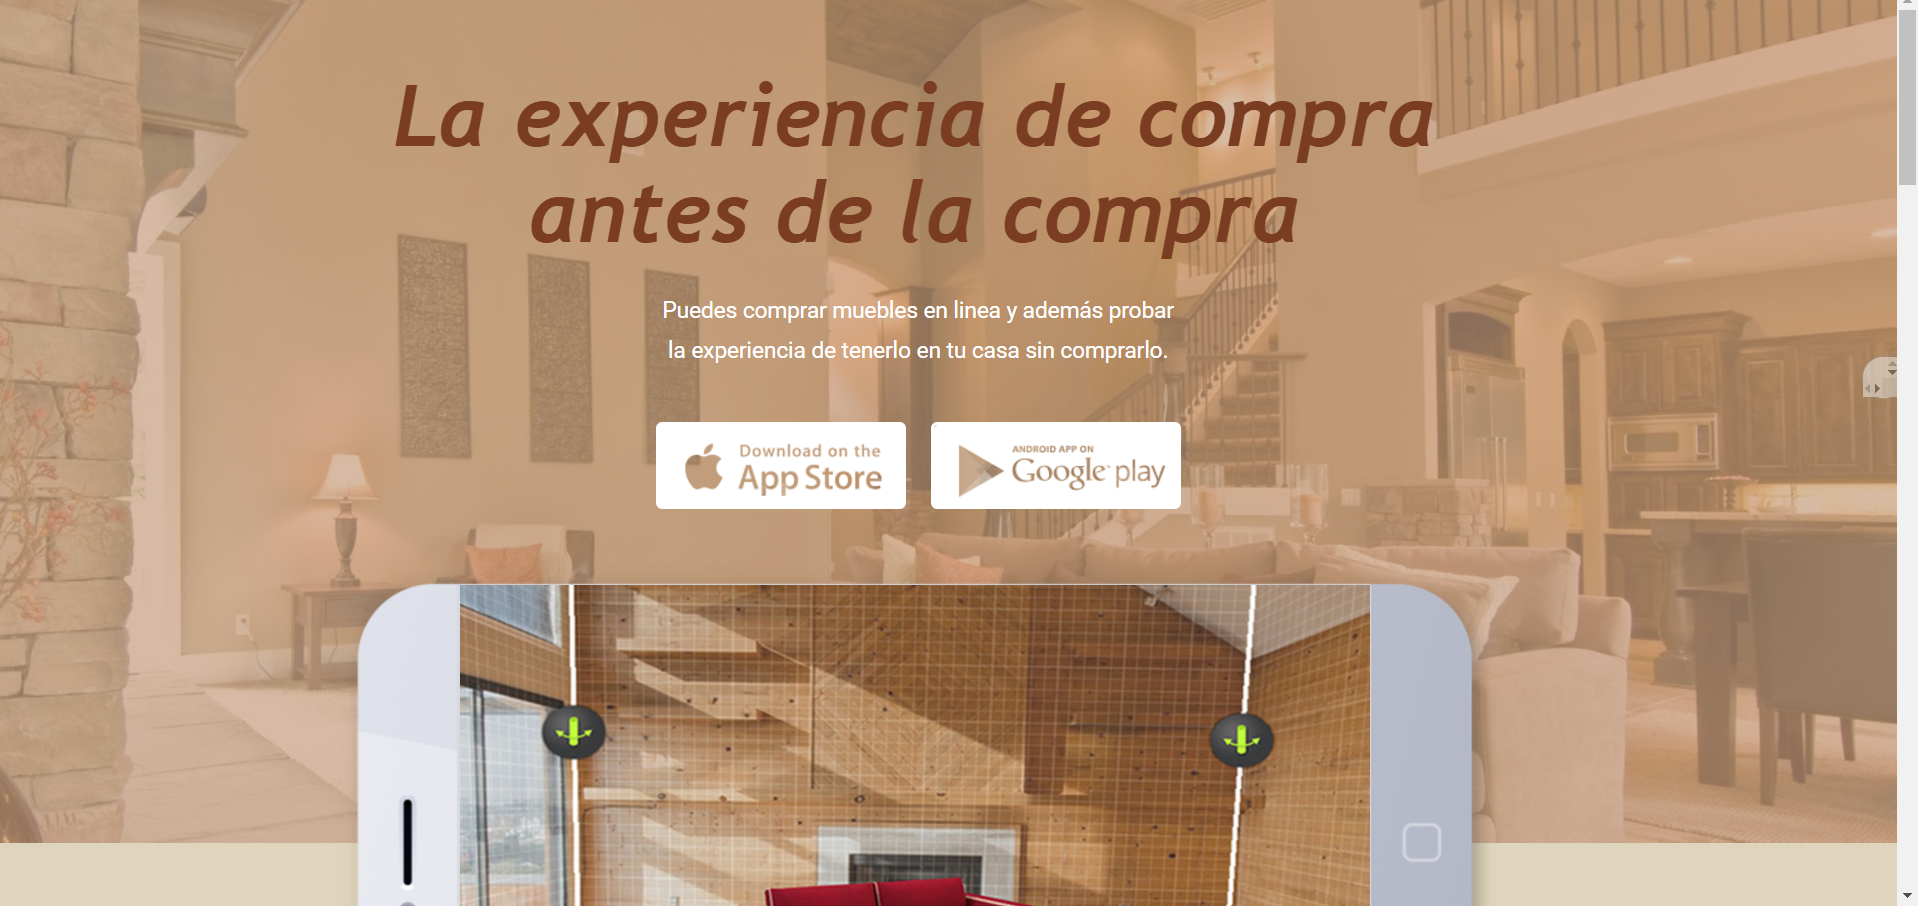 La experiencia de compra
antes de la compra
Puedes comprar muebles en linea y además probar
la experiencia de tenerlo en tu casa sin comprarlo.
Download on the
App Store
ANDROID APP ON
Google play